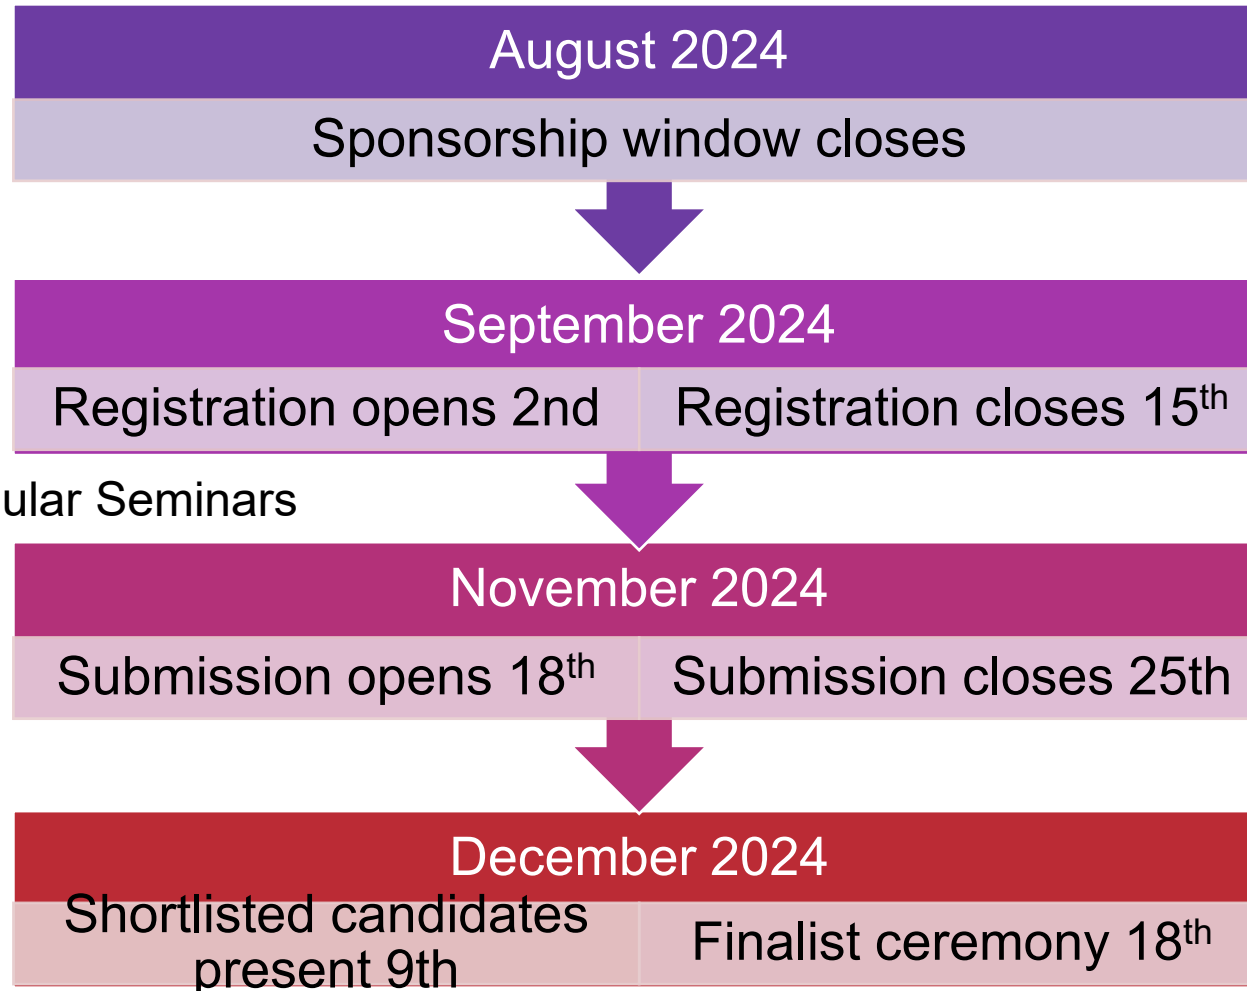 August 2024
Sponsorship window closes
September 2024
Registration opens 2nd
Registration closes 15th
Seminars
November 2024
Submission opens 18th
Submission closes 25th
December 2024
Shortlisted candidates
present 9th
Finalist ceremony 18th